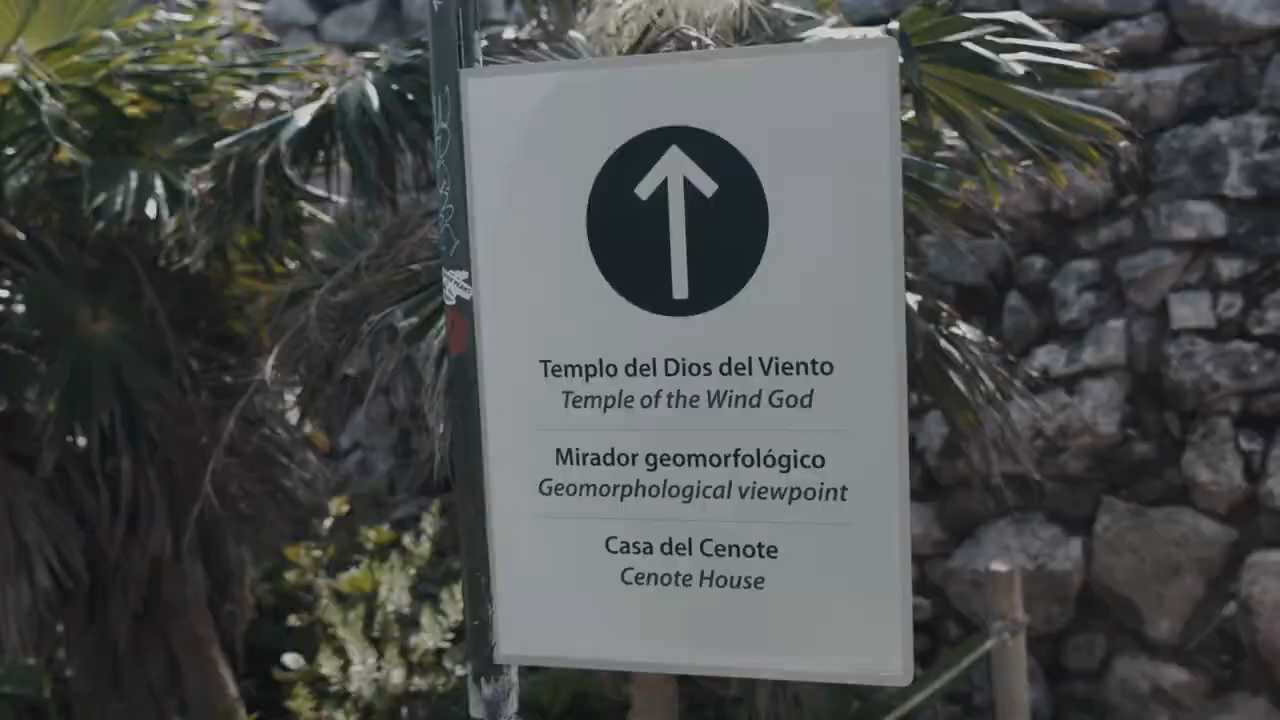 Templo del Dios del Viento
Temple of the Wind God
Mirador geomorfológico
Geomorphological viewpoint
Casa del Cenote
Cenote House